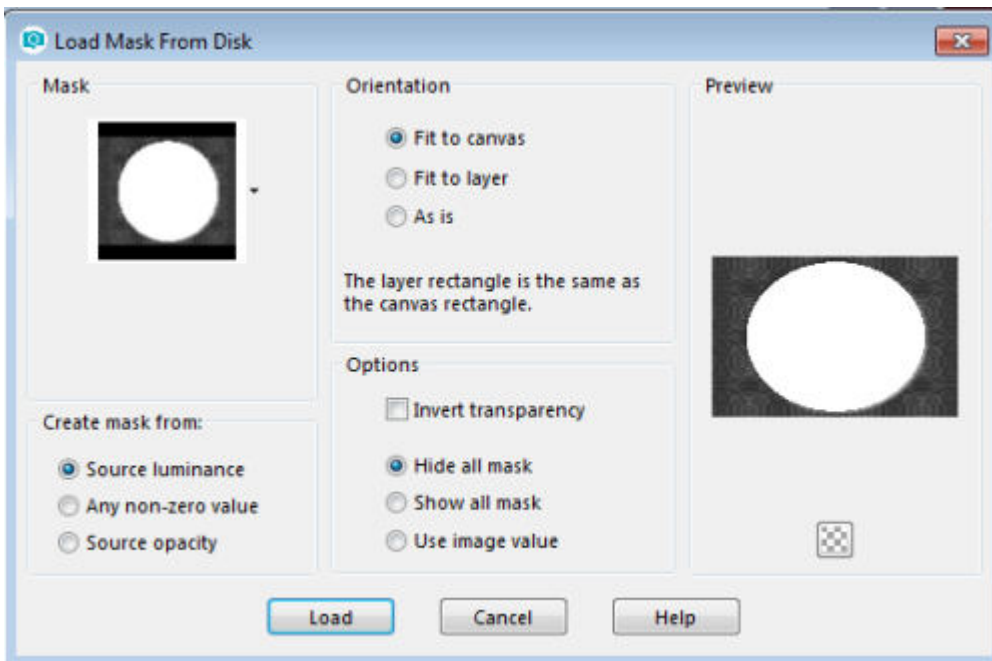 Load Mask From Disk
Mask
Orientation
Fit to canvas
Fit to layer
As is
The layer rectangle is the same as
the canvas rectangle.
Preview
Create mask from:
Source luminance
Any non-zero value
Source opacity
Options
Invert transparency
Hide all mask
Show all mask
Use image value
Load
Cancel
Help